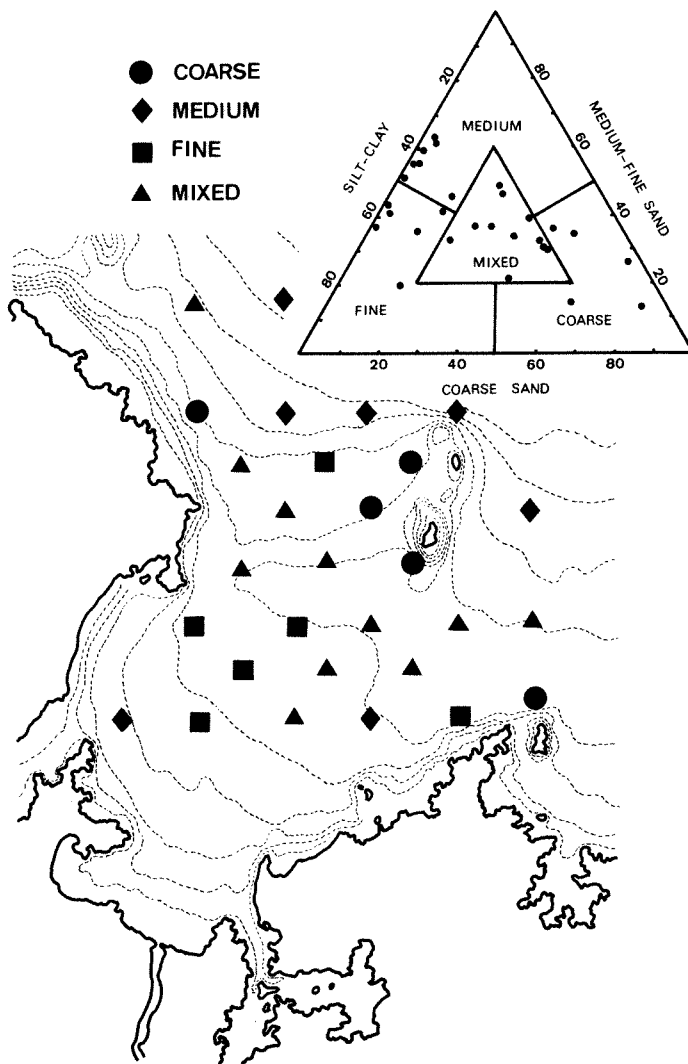 COARSE
MEDIUM
FINE
MIXED
SILT-CLAY
20
40
60
80
MEDIUM-FINE SAND
80
60
40
20
MEDIUM
MIXED
FINE
COARSE
20
40
60
80
COARSE SAND